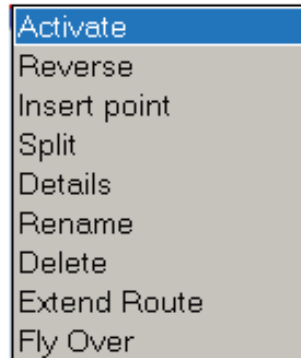 Activate
Reverse
Insert point
Split
Details
Rename
Delete
Extend Route
Fly Over